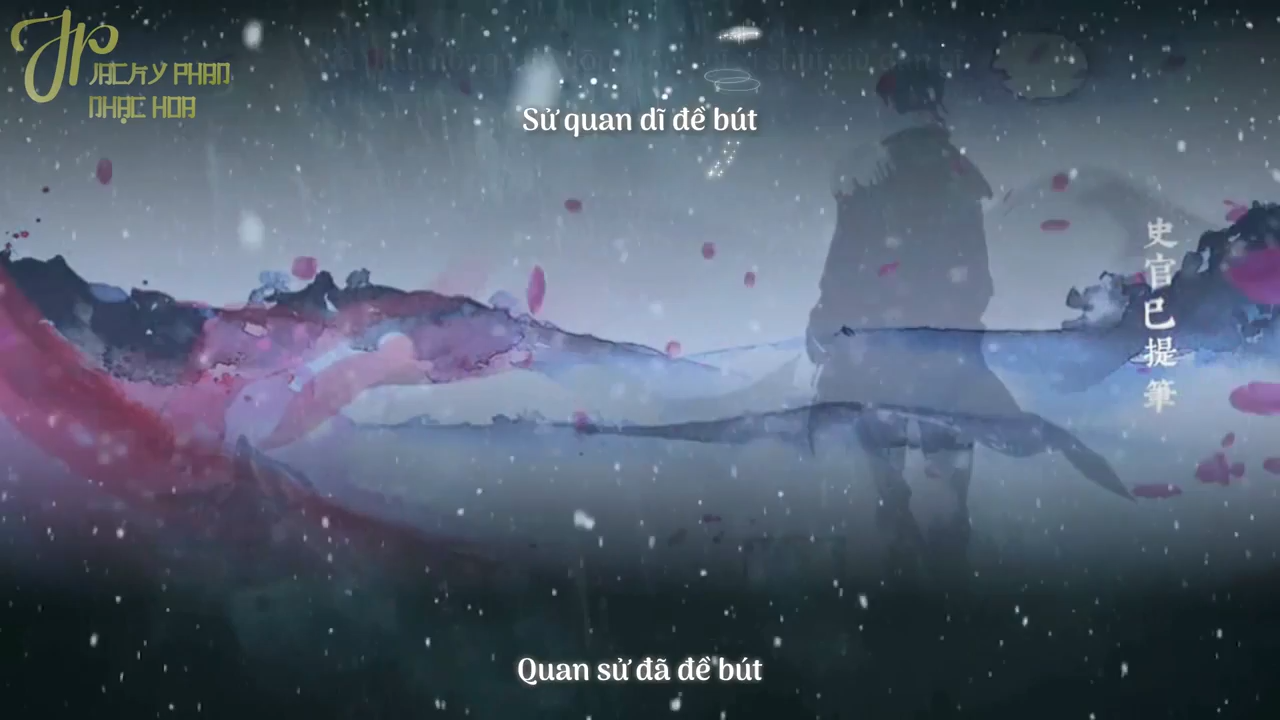 JP
JACKY PHAN
NHẠC HOA
Sử quan dĩ đề bút
史官已提筆
Quan sử đã đề bút